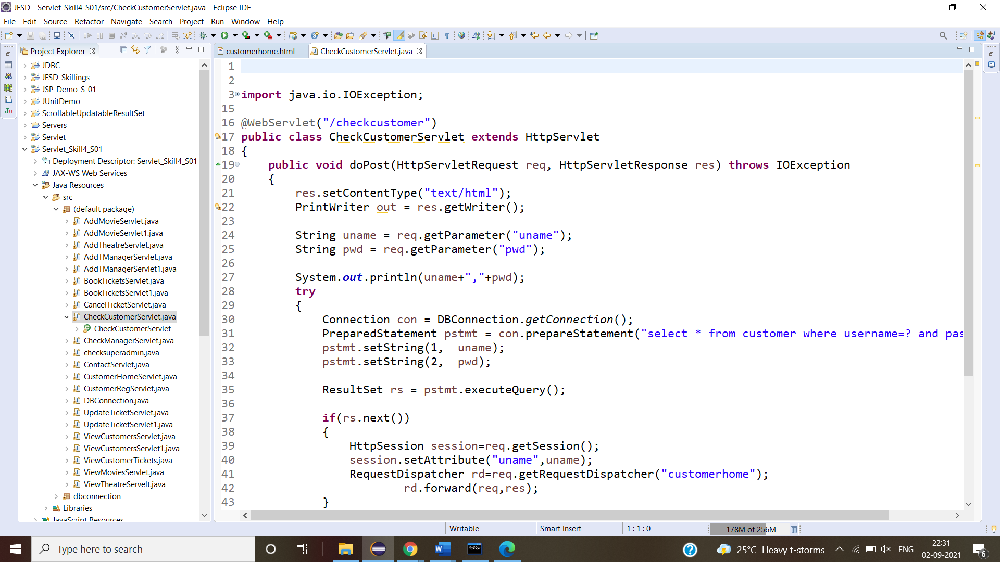 JFSD - Servlet_Skill4_S01/src/CheckCustomerServlet.java - Eclipse IDE
File Edit Source Refactor Navigate Search Project Run Window Help
Project Explorer
customerhome.html
CheckCustomerServlet.java
JDBC
JFSD_Skillings
JSP_Demo_S_01
JUnitDemo
ScrollableUpdatableResultSet
Servers
Servlet
Servlet_Skill4_S01
Deployment Descriptor: Servlet_Skill4_S01
JAX-WS Web Services
Java Resources
src
(default package)
AddMovieServlet.java
AddMovieServlet1.java
AddTheatreServlet.java
AddTManagerServlet.java
AddTManagerServlet1.java
BookTicketsServlet.java
BookTicketsServlet1.java
CancelTicketServlet.java
CheckCustomerServlet.java
CheckCustomerServlet
CheckManagerServlet.java
checksuperadmin.java
ContactServlet.java
CustomerHomeServlet.java
CustomerRegServlet.java
DBConnection.java
UpdateTicketServlet.java
UpdateTicketServlet1.java
ViewCustomersServlet.java
ViewCustomersServlet1.java
ViewCustomerTickets.java
ViewMoviesServlet.java
ViewTheatreServelt.java
dbconnection
Libraries
JavaScript Resources
JU
1
2
3 import java.io.IOException;
15
16 @WebServlet("/checkcustomer")
17 public class CheckCustomerServlet extends HttpServlet
18 {
19 public void doPost(HttpServletRequest req, HttpServletResponse res) throws IOException
20 {
21 res.setContentType("text/html");
22 PrintWriter out = res.getWriter();
23
24 String uname = req.getParameter("uname");
25 String pwd = req.getParameter("pwd");
26
27 System.out.println(uname+","+pwd);
28 try
29 {
30 Connection con = DBConnection.getConnection();
31 PreparedStatement pstmt = con.prepareStatement("select * from customer where username=? and pas
32 pstmt.setString(1, uname);
33 pstmt.setString(2, pwd);
34
35 ResultSet rs = pstmt.executeQuery();
36
37 if(rs.next())
38 {
39 HttpSession session=req.getSession();
40 session.setAttribute("uname",uname);
41 RequestDispatcher rd=req.getRequestDispatcher("customerhome");
42 rd.forward(req,res);
43 }
Writable Smart Insert 1 : 1 : 0 178M of 256M
Type here to search
MySQL
25°C Heavy t-storms ENG
22:31
02-09-2021
6